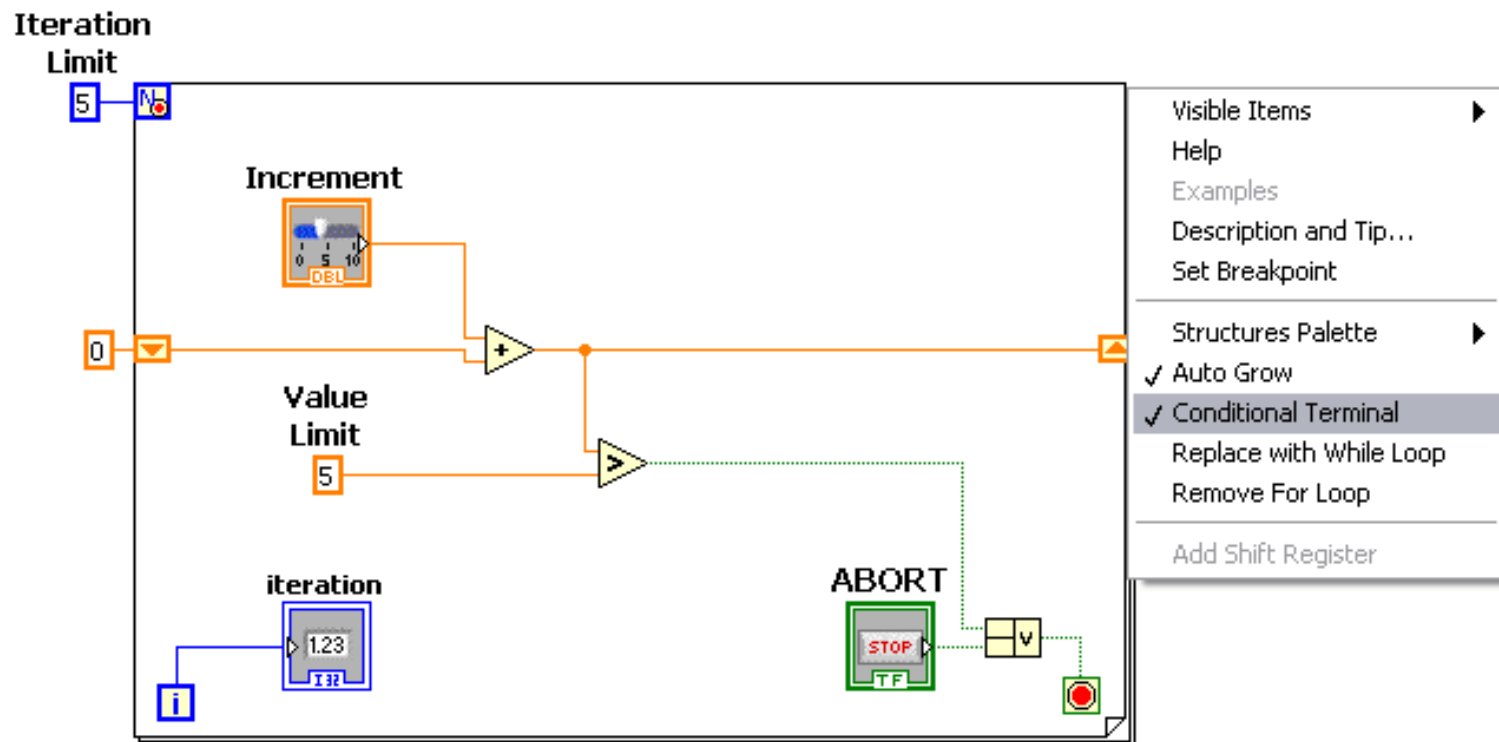 Iteration
Limit
5
N
Increment
0 5 10
DBL
0
+
Value
Limit
5
>
iteration
1.23
I32
i
ABORT
STOP
TF
v
Visible Items
Help
Examples
Description and Tip...
Set Breakpoint
Structures Palette
Auto Grow
Conditional Terminal
Replace with While Loop
Remove For Loop
Add Shift Register